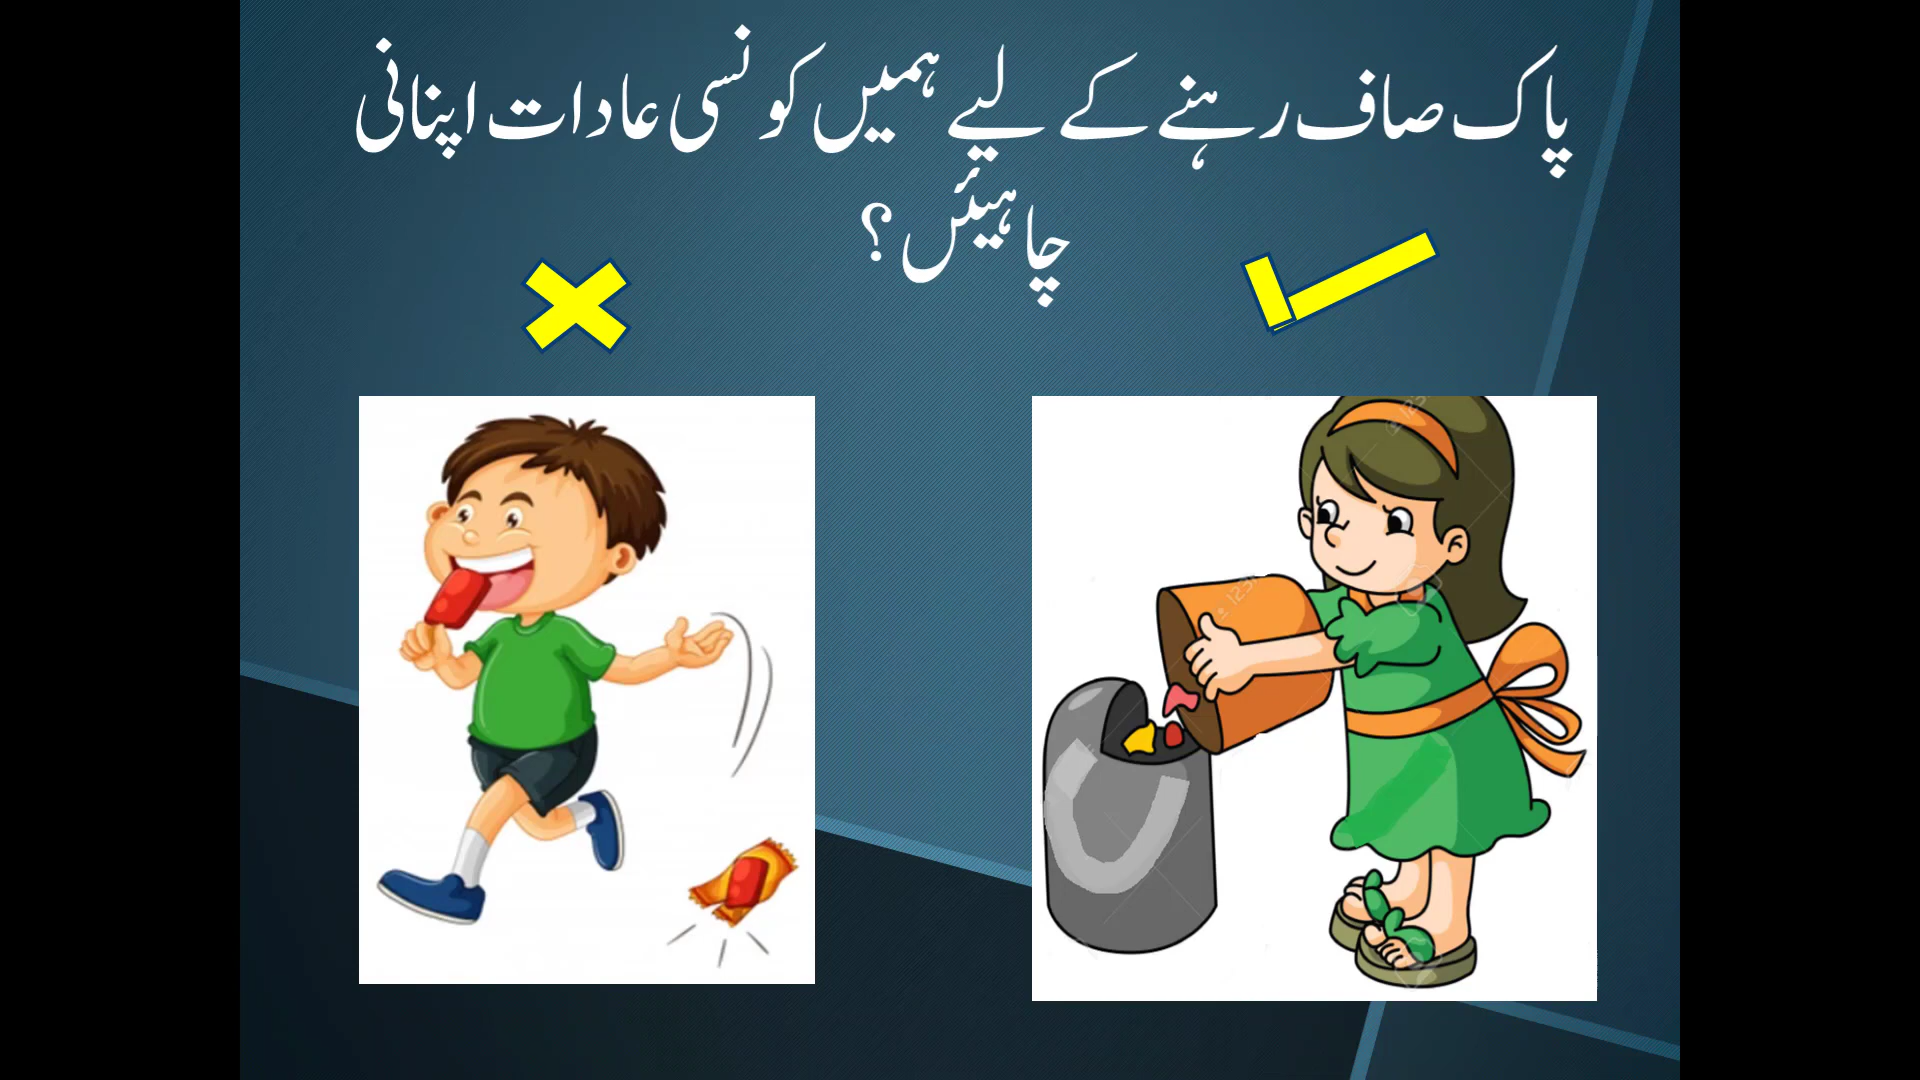 پاک صاف رہنے کے لیے ہمیں کونسی عادات اپنانی
چاہیئں؟